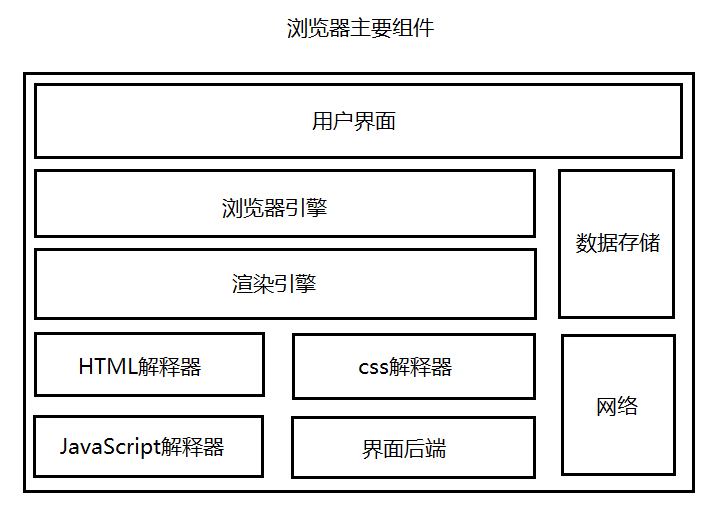 浏览器主要组件
用户界面
浏览器引擎
数据存储
渲染引擎
HTML解释器
css解释器
网络
JavaScript解释器
界面后端